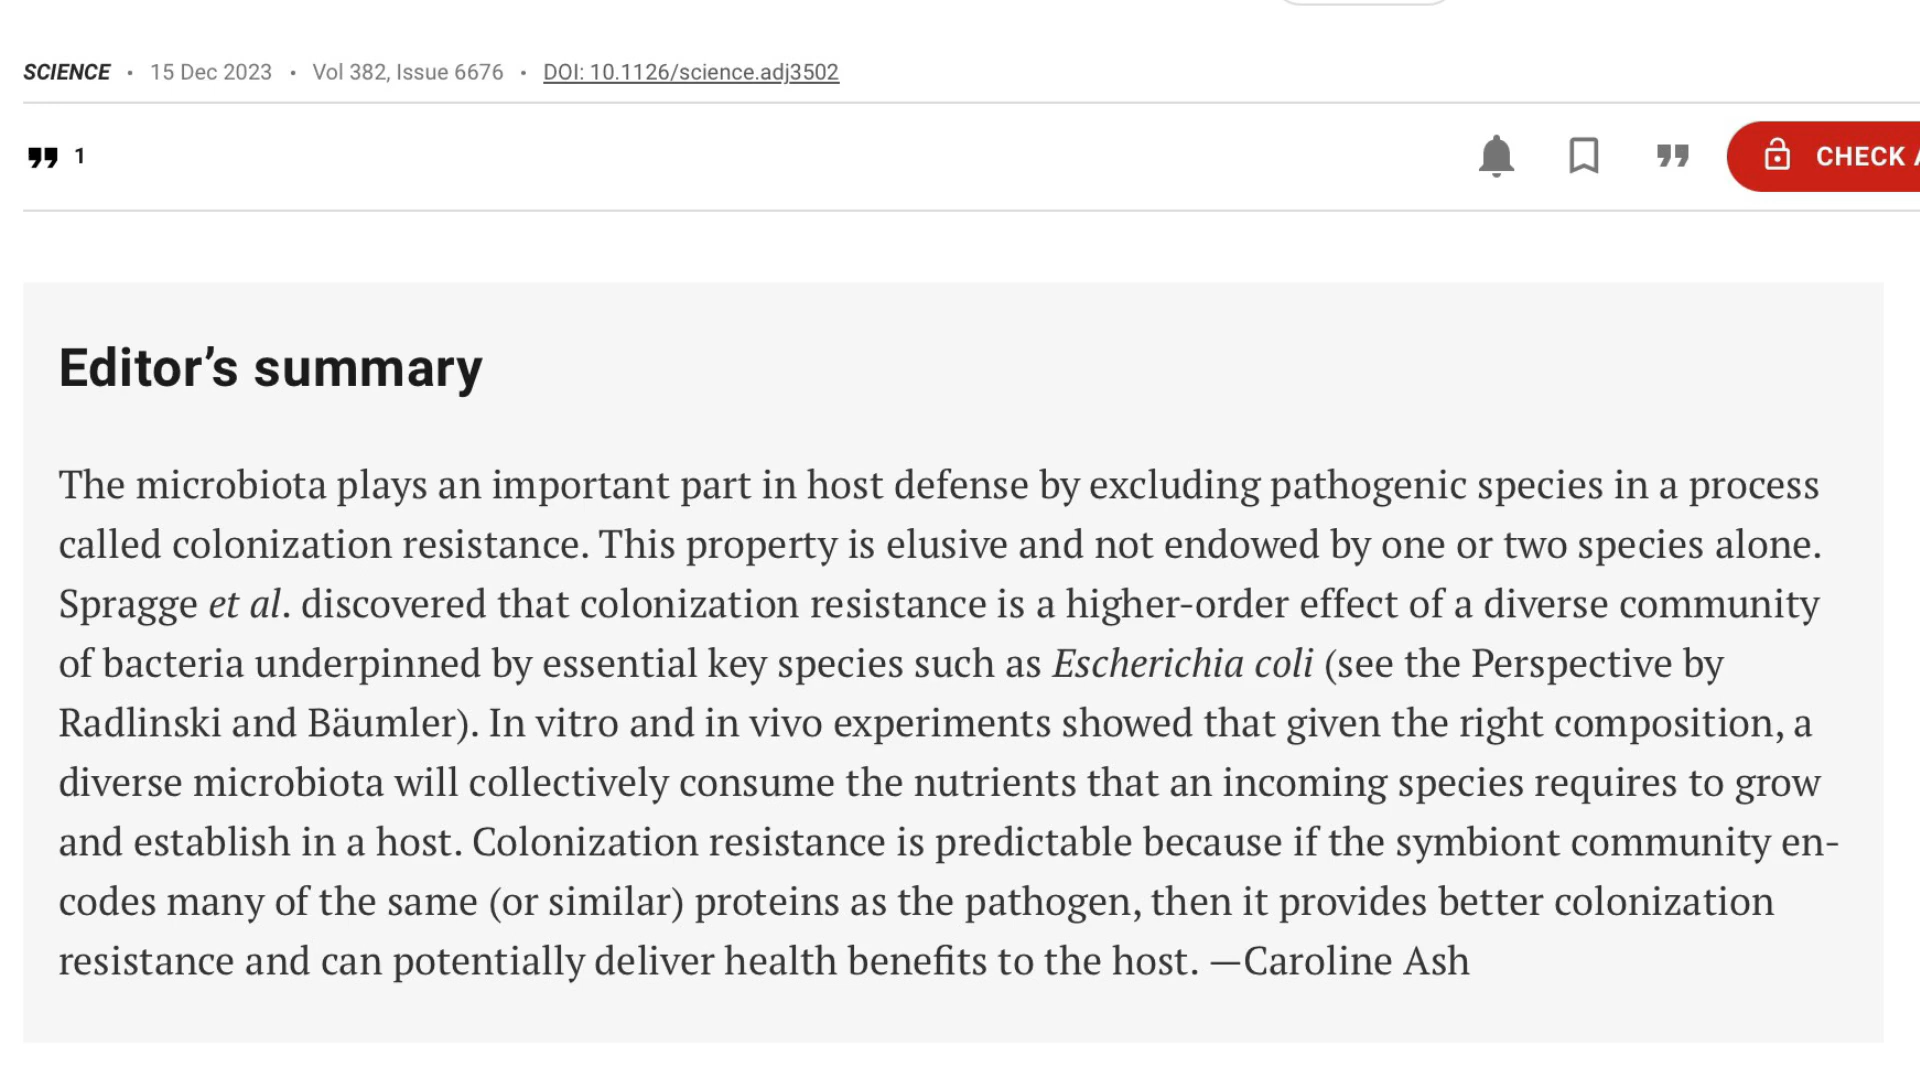 SCIENCE • 15 Dec 2023 • Vol 382, Issue 6676 • DOI: 10.1126/science.adj3502
” 1
” CHECK
Editor’s summary
The microbiota plays an important part in host defense by excluding pathogenic species in a process
called colonization resistance. This property is elusive and not endowed by one or two species alone.
Spragge et al. discovered that colonization resistance is a higher-order effect of a diverse community
of bacteria underpinned by essential key species such as Escherichia coli (see the Perspective by
Radlinski and Bäumler). In vitro and in vivo experiments showed that given the right composition, a
diverse microbiota will collectively consume the nutrients that an incoming species requires to grow
and establish in a host. Colonization resistance is predictable because if the symbiont community en-
codes many of the same (or similar) proteins as the pathogen, then it provides better colonization
resistance and can potentially deliver health benefits to the host. —Caroline Ash